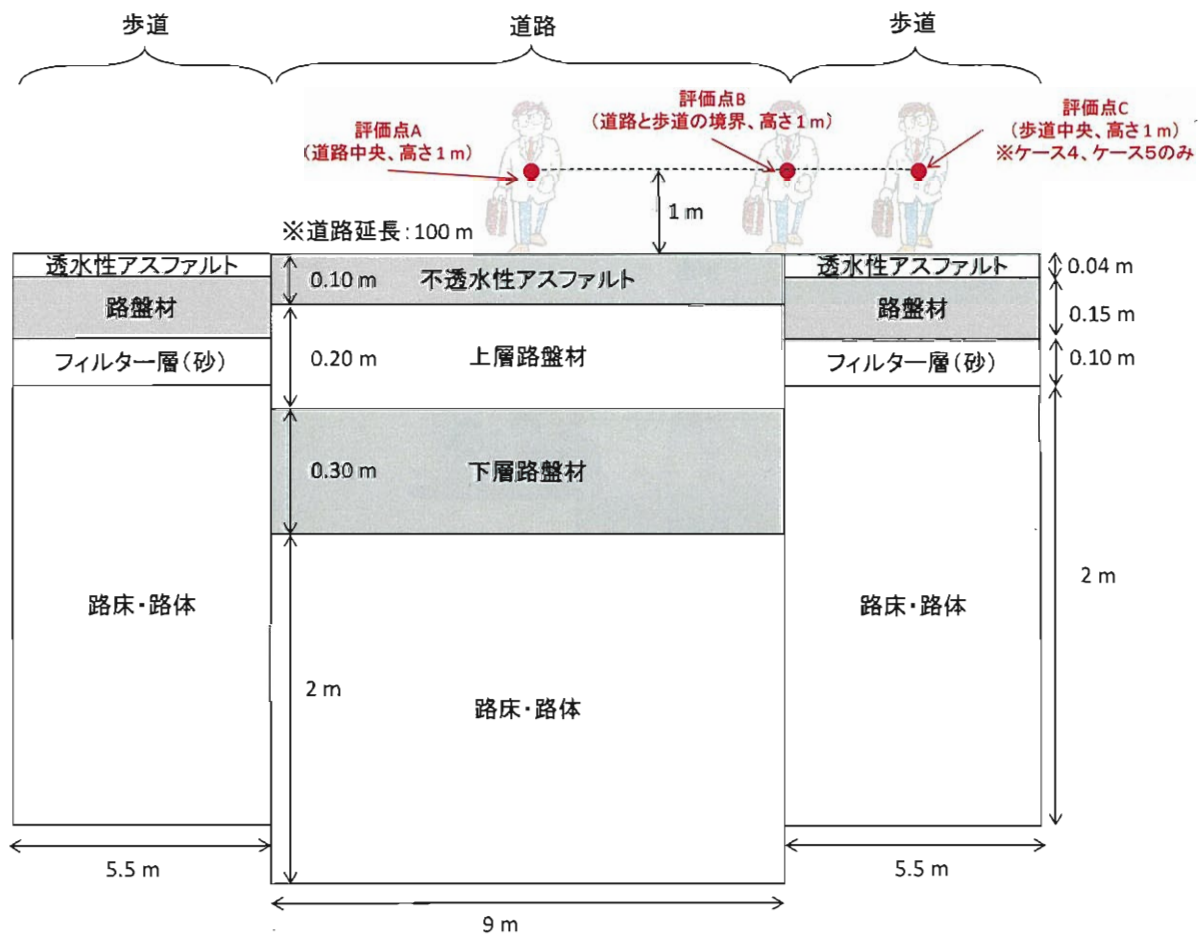 歩道
道路
歩道
評価点A
(道路中央、高さ1m)
評価点B
(道路と歩道の境界、高さ1m)
評価点C
(歩道中央、高さ1m)
※ケース4、ケース5のみ
1 m
※道路延長:100 m
透水性アスファルト
路盤材
フィルター層(砂)
路床・路体
5.5 m
0.10 m
不透水性アスファルト
0.20 m
上層路盤材
0.30 m
下層路盤材
2 m
路床・路体
9 m
透水性アスファルト
0.04 m
路盤材
0.15 m
フィルター層(砂)
0.10 m
路床・路体
2 m
5.5 m